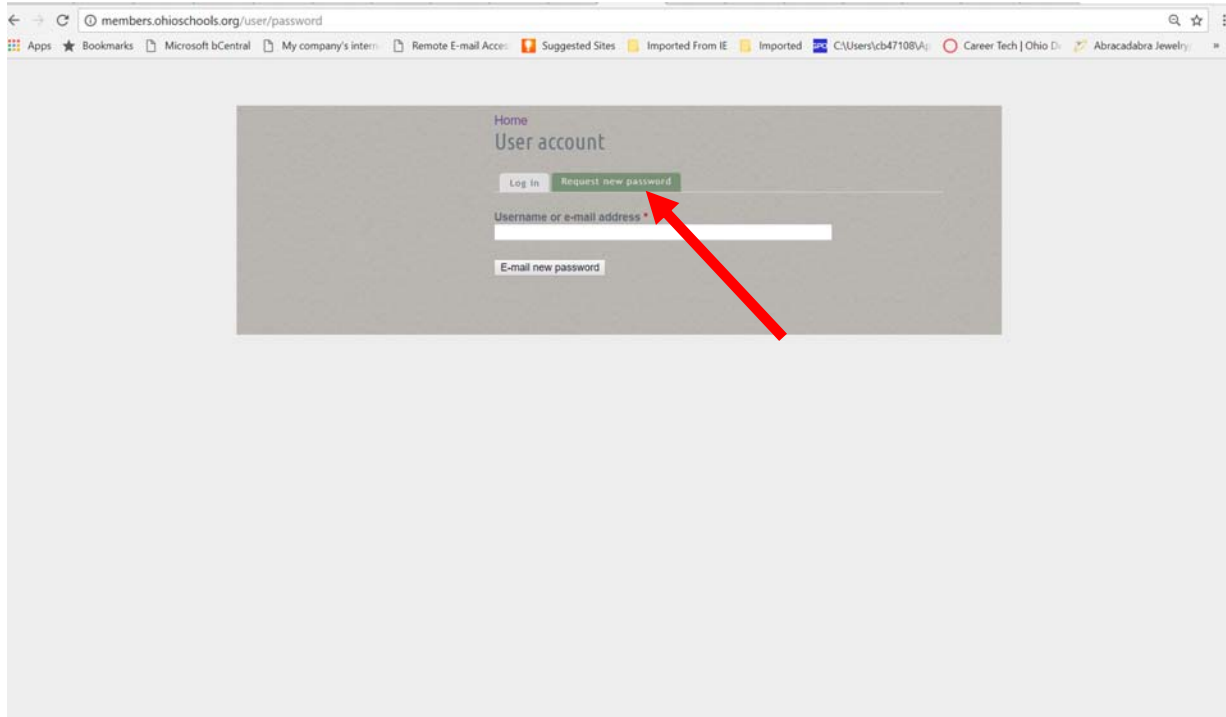 members.ohioschools.org/user/password
Apps Bookmarks Microsoft bCentral My company's intern Remote E-mail Acces Suggested Sites Imported From IE Imported C:\Users\cb47108\Ap Career Tech | Ohio De Abracadabra Jewelry »
Home
User account
Log in Request new password
Username or e-mail address *
E-mail new password